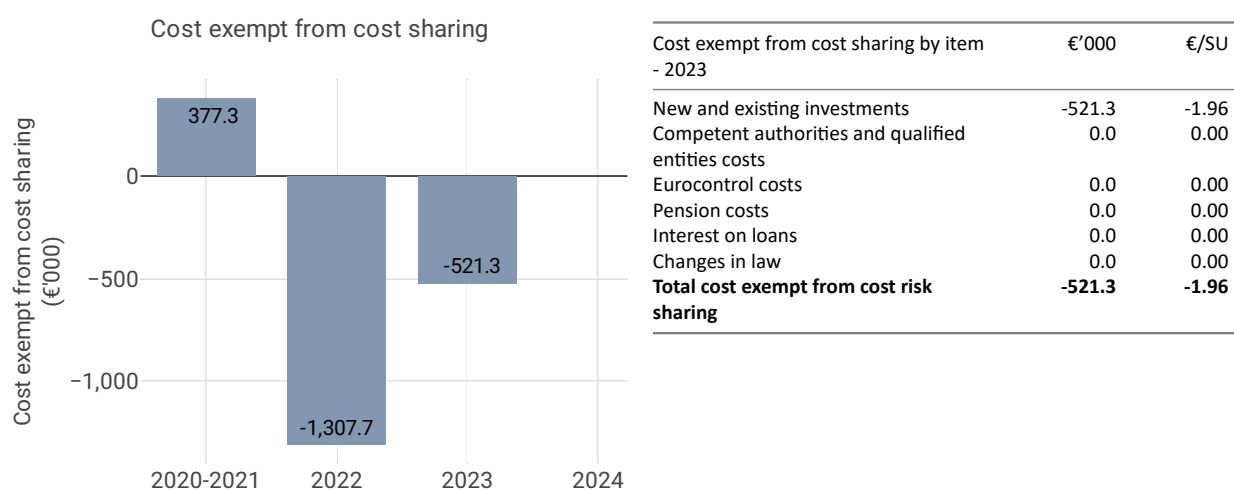 Cost exempt from cost sharing
Cost exempt from cost sharing
(€'000)
377.3
0
-521.3
−500
−1,000
-1,307.7
2020-2021 2022 2023 2024
Cost exempt from cost sharing by item €’000 €/SU
- 2023
New and existing investments -521.3 -1.96
Competent authorities and qualified 0.0 0.00
entities costs
Eurocontrol costs 0.0 0.00
Pension costs 0.0 0.00
Interest on loans 0.0 0.00
Changes in law 0.0 0.00
Total cost exempt from cost risk -521.3 -1.96
sharing